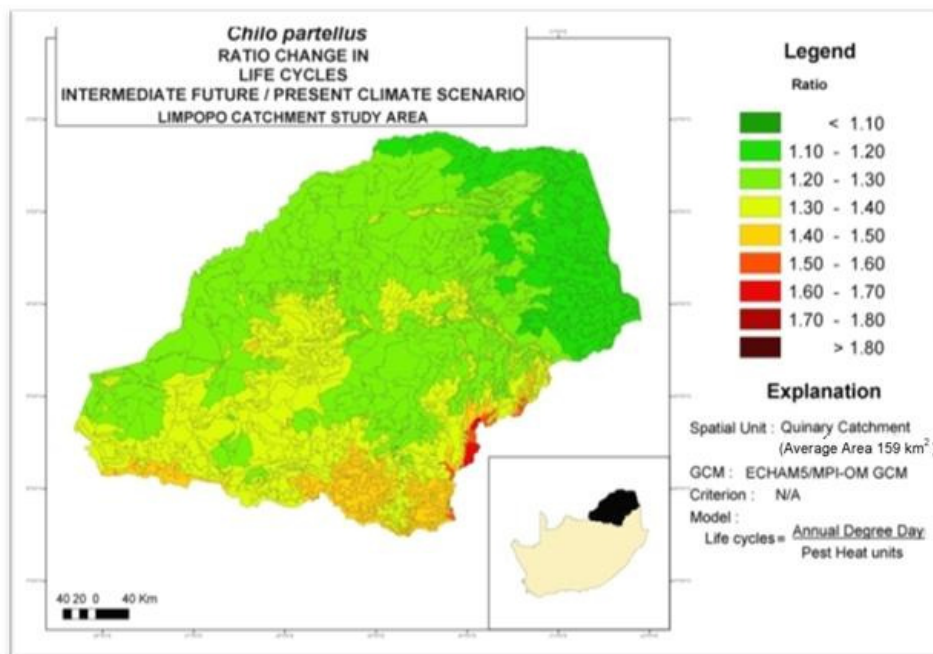 Chilo partellus
RATIO CHANGE IN
LIFE CYCLES
INTERMEDIATE FUTURE / PRESENT CLIMATE SCENARIO
LIMPOPO CATCHMENT STUDY AREA
Legend
Ratio
< 1.10
1.10 - 1.20
1.20 - 1.30
1.30 - 1.40
1.40 - 1.50
1.50 - 1.60
1.60 - 1.70
1.70 - 1.80
> 1.80
Explanation
Spatial Unit : Quinary Catchment
(Average Area 159 km²)
GCM : ECHAM5/MPI-OM GCM
Criterion : N/A
Model :
Life cycles = Annual Degree Day
Pest Heat units
40 20 0 40 Km